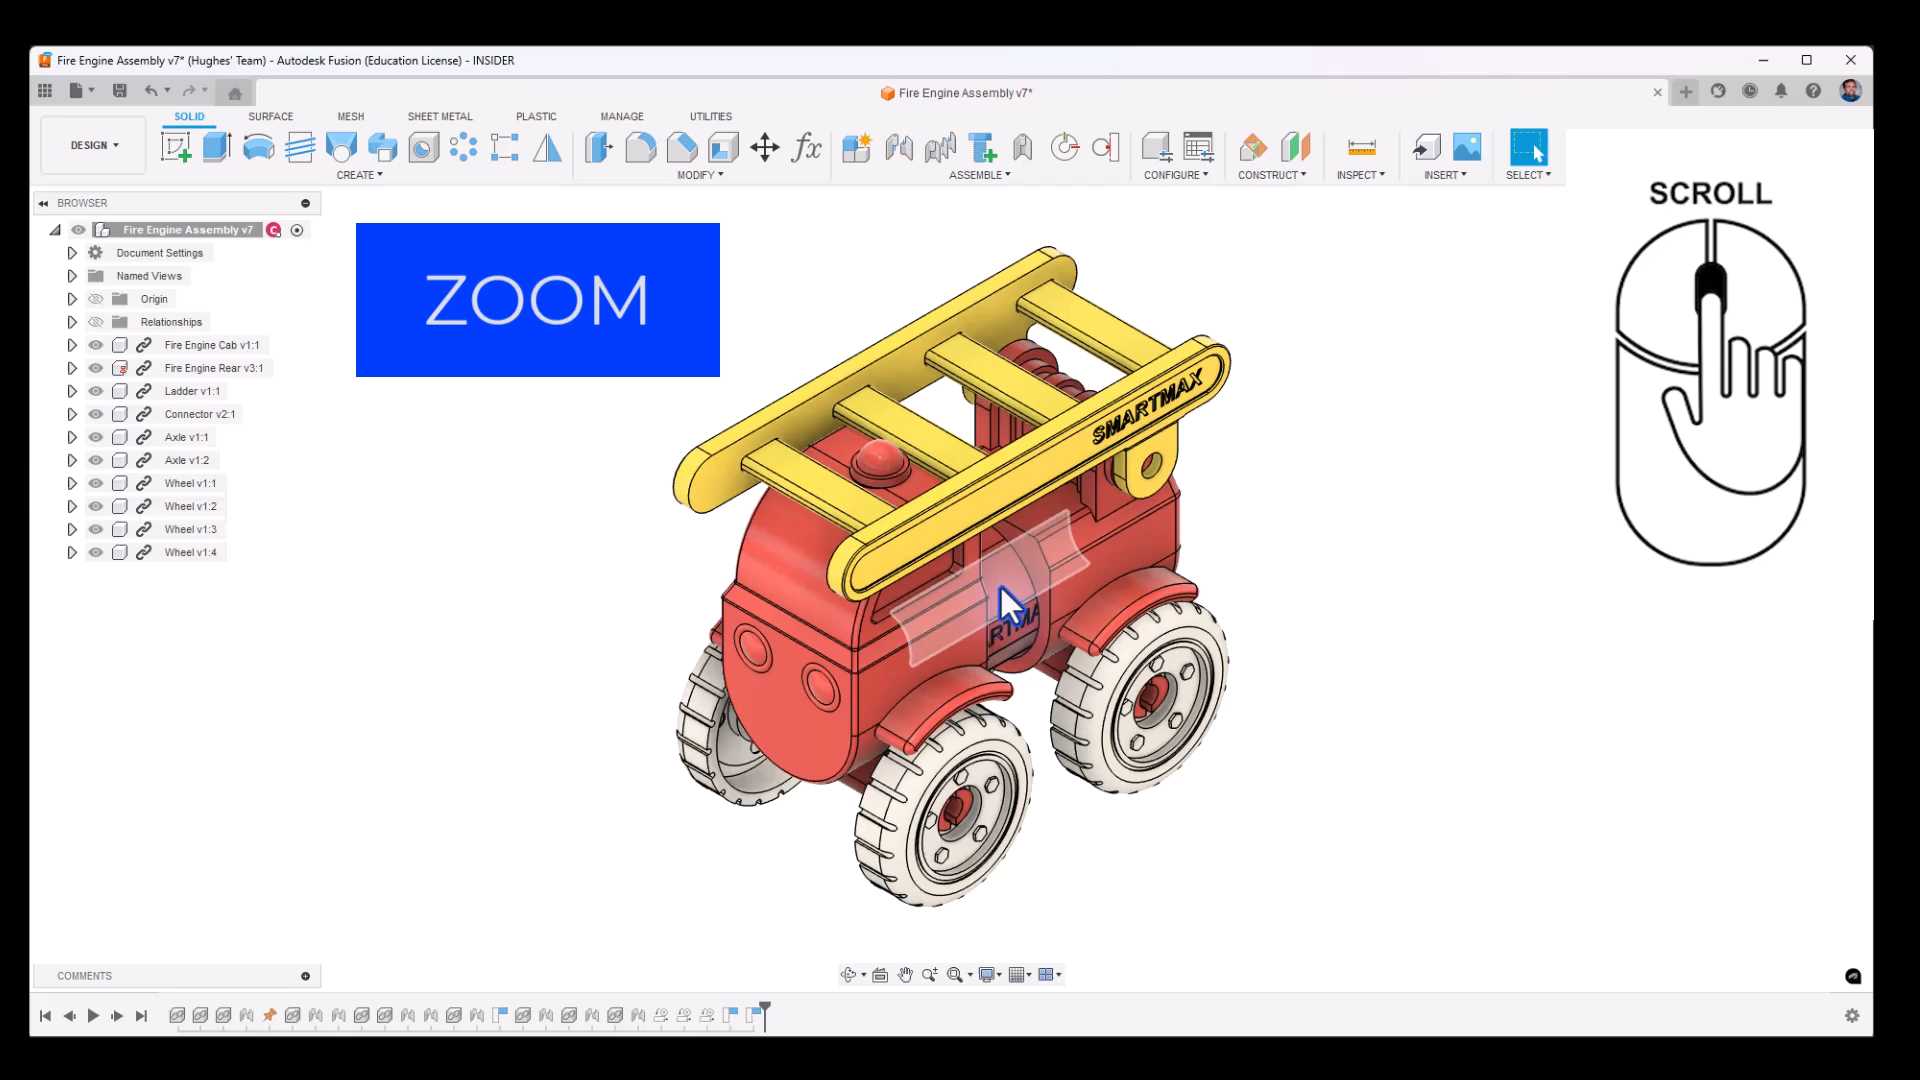 Fire Engine Assembly v7* (Hughes' Team) - Autodesk Fusion (Education License) - INSIDER
Fire Engine Assembly v7*
SOLID SURFACE MESH SHEET METAL PLASTIC MANAGE UTILITIES
DESIGN
CREATE MODIFY ASSEMBLE CONFIGURE CONSTRUCT INSPECT INSERT SELECT
fx
BROWSER
Fire Engine Assembly v7
Document Settings
Named Views
Origin
Relationships
Fire Engine Cab v1:1
Fire Engine Rear v3:1
Ladder v1:1
Connector v2:1
Axle v1:1
Axle v1:2
Wheel v1:1
Wheel v1:2
Wheel v1:3
Wheel v1:4
ZOOM
SCROLL
SMARTMAX
RTMA
COMMENTS